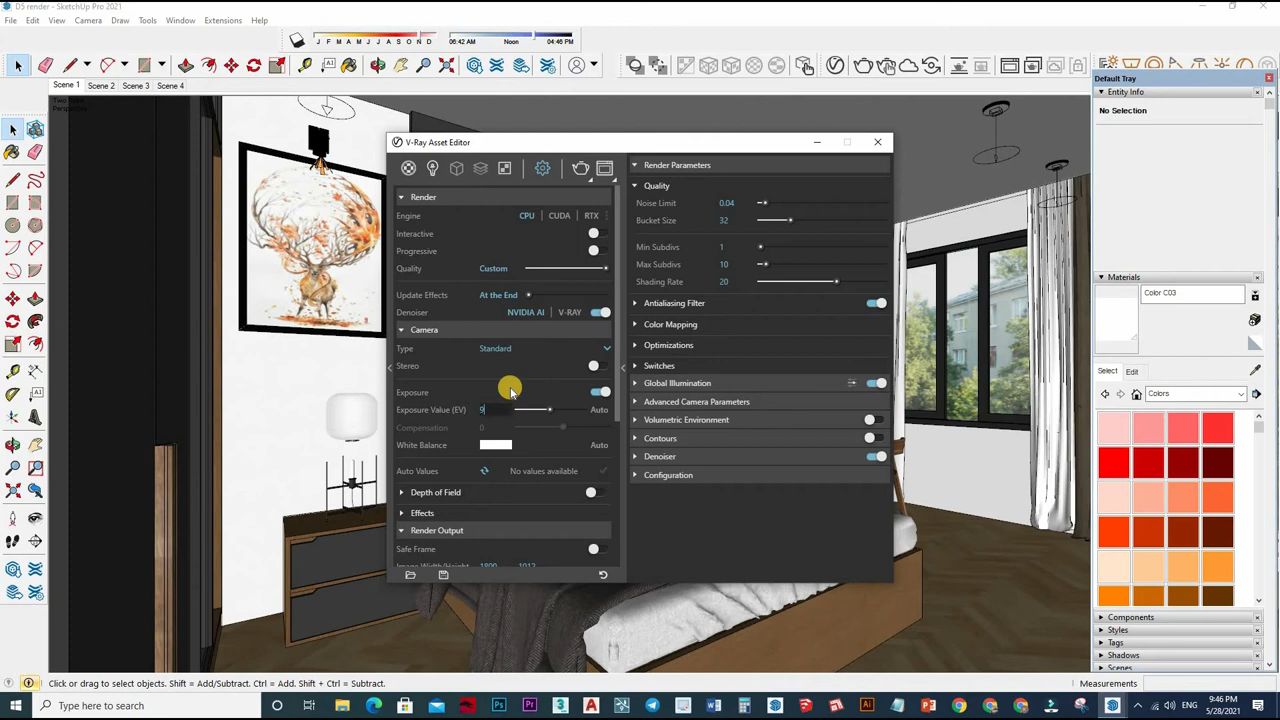 D5 render - SketchUp Pro 2021
File Edit View Camera Draw Tools Window Extensions Help
J F M A M J J A S O N D
06:42 AM Noon 04:46 PM
Scene 1 Scene 2 Scene 3 Scene 4
Default Tray
Entity Info
No Selection
Materials
Color C03
Select Edit
Colors
Components
Styles
Tags
Shadows
Scenes
V-Ray Asset Editor
Render
Engine CPU CUDA RTX
Interactive
Progressive
Quality Custom
Update Effects At the End
Denoiser NVIDIA AI V-RAY
Camera
Type Standard
Stereo
Exposure
Exposure Value (EV) 9 Auto
Compensation 0
White Balance Auto
Auto Values No values available
Depth of Field
Effects
Render Output
Safe Frame
Image Width/Height 1800 1012
Render Parameters
Quality
Noise Limit 0.04
Bucket Size 32
Min Subdivs 1
Max Subdivs 10
Shading Rate 20
Antialiasing Filter
Color Mapping
Optimizations
Switches
Global Illumination
Advanced Camera Parameters
Volumetric Environment
Contours
Denoiser
Configuration
Click or drag to select objects. Shift = Add/Subtract. Ctrl = Add. Shift + Ctrl = Subtract.
Measurements
Type here to search
9:46 PM
5/28/2021